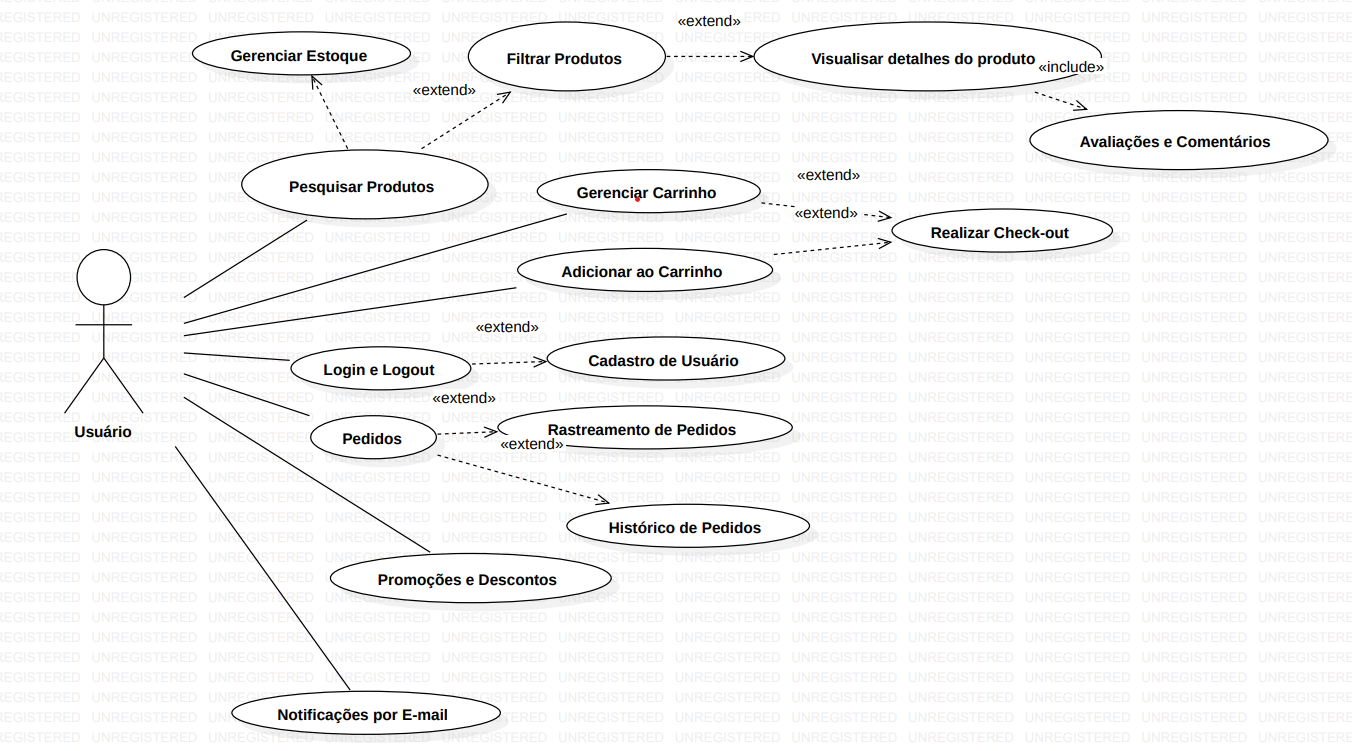 «extend»
Gerenciar Estoque
Filtrar Produtos
Visualisar detalhes do produto
«include»
«extend»
Avaliações e Comentários
Pesquisar Produtos
Gerenciar Carrinho
«extend»
«extend»
Realizar Check-out
Adicionar ao Carrinho
«extend»
Login e Logout
Cadastro de Usuário
«extend»
Usuário
Pedidos
Rastreamento de Pedidos
«extend»
Histórico de Pedidos
Promoções e Descontos
Notificações por E-mail
UNREGISTERED